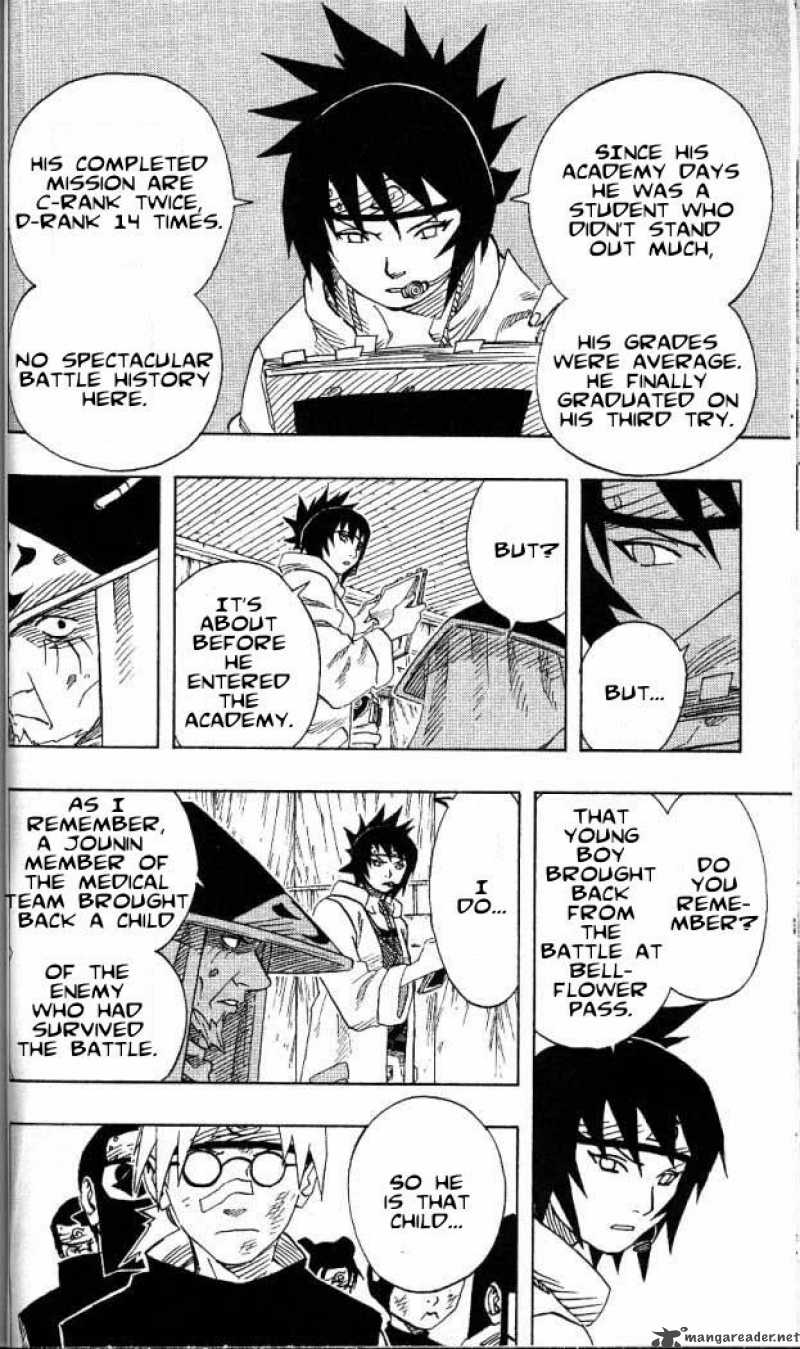 SINCE HIS
ACADEMY DAYS
HE WAS A
STUDENT WHO
DIDN'T STAND
OUT MUCH,
HIS GRADES
WERE AVERAGE.
HE FINALLY
GRADUATED ON
HIS THIRD TRY.
HIS COMPLETED
MISSION ARE
C-RANK TWICE,
D-RANK 14 TIMES.
NO SPECTACULAR
BATTLE HISTORY
HERE.
BUT...
BUT?
IT'S
ABOUT
BEFORE
HE
ENTERED
THE
ACADEMY.
DO
YOU
REME-
MBER?
THAT
YOUNG
BOY
BROUGHT
BACK
FROM
THE
BATTLE AT
BELL-
FLOWER
PASS.
I
DO...
AS I
REMEMBER,
A JOUNIN
MEMBER OF
THE MEDICAL
TEAM BROUGHT
BACK A CHILD
OF THE
ENEMY
WHO HAD
SURVIVED
THE BATTLE.
SO HE
IS THAT
CHILD...
mangareader.net